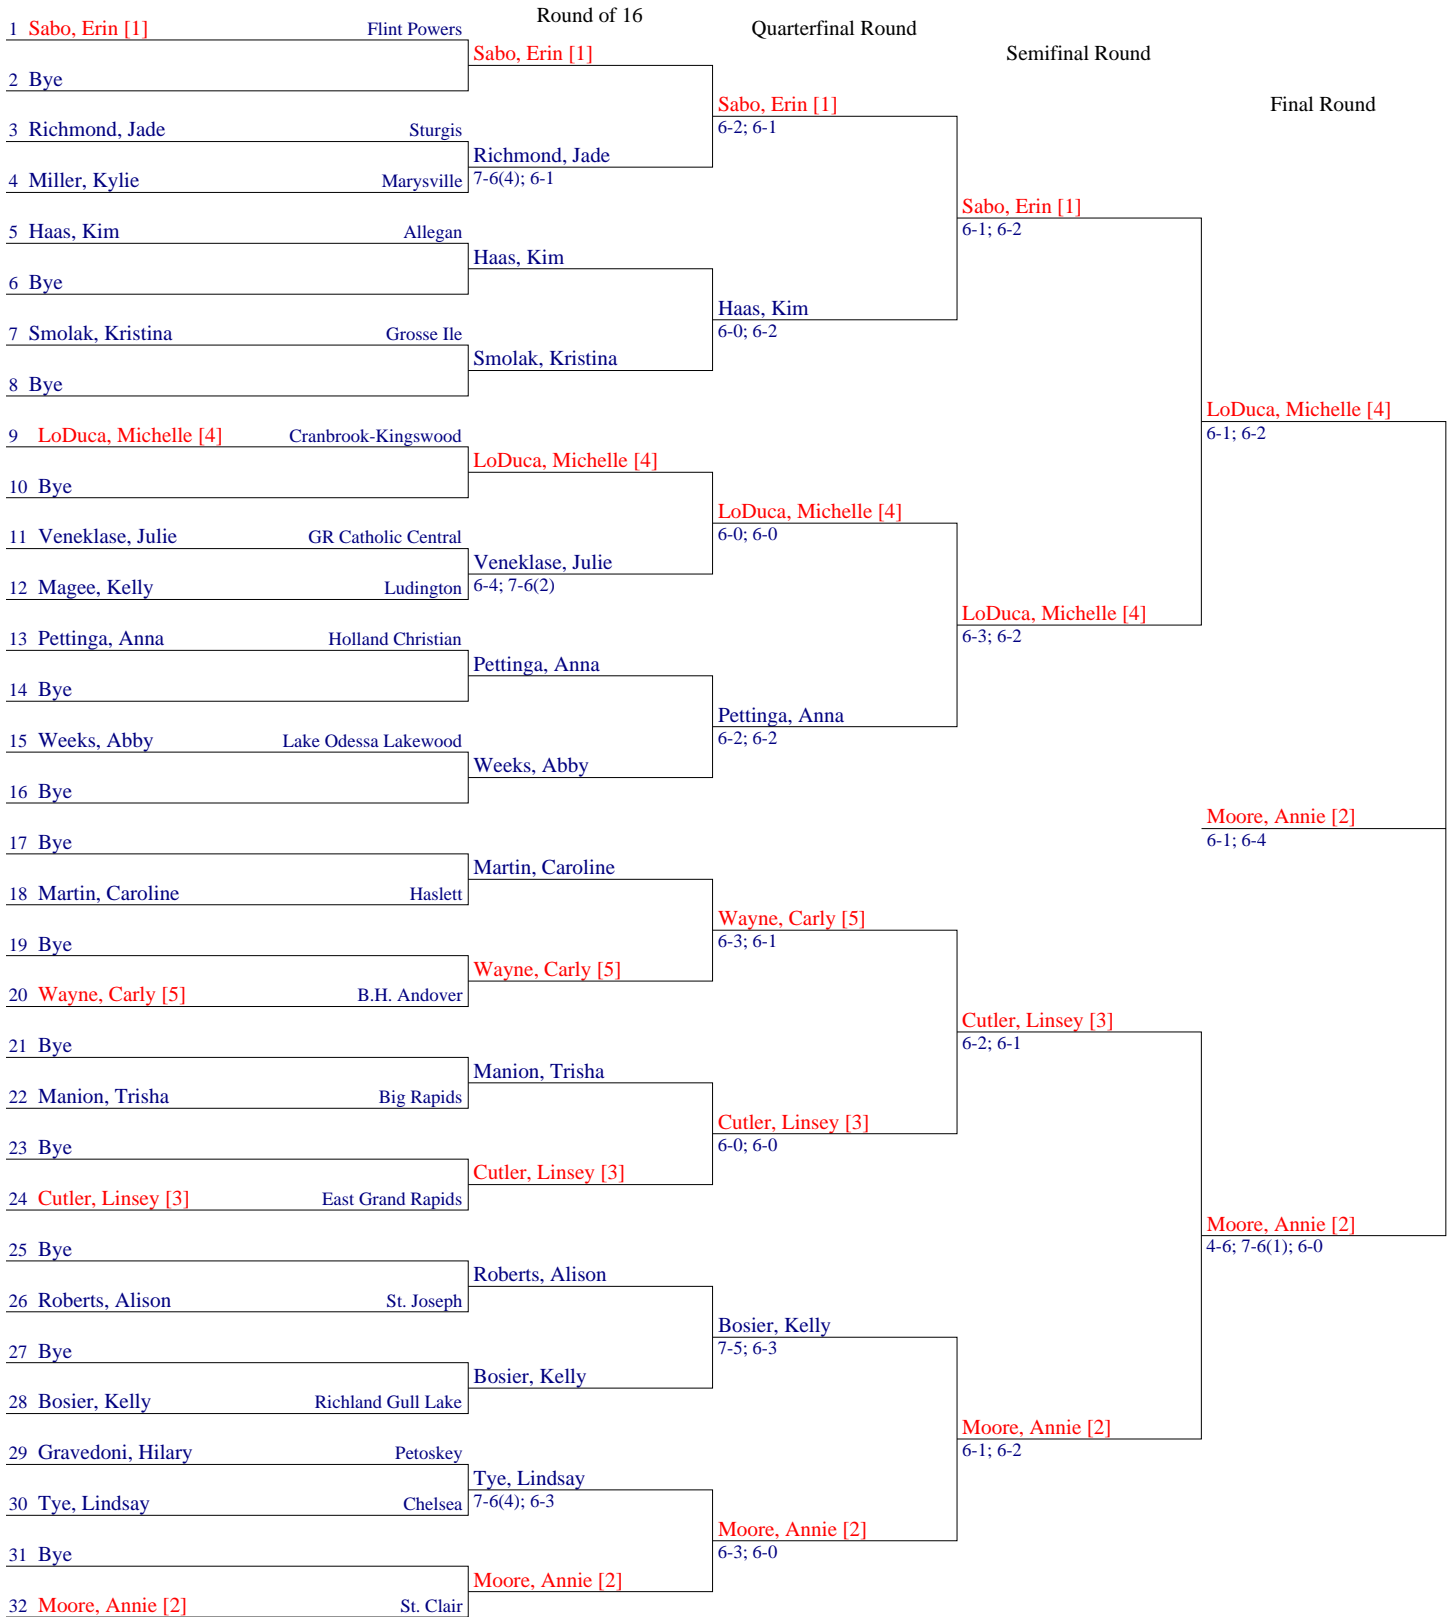 Round of 16
Quarterfinal Round
Semifinal Round
Final Round
1 Sabo, Erin [1] Flint Powers
2 Bye
3 Richmond, Jade Sturgis
4 Miller, Kylie Marysville
5 Haas, Kim Allegan
6 Bye
7 Smolak, Kristina Grosse Ile
8 Bye
9 LoDuca, Michelle [4] Cranbrook-Kingswood
10 Bye
11 Veneklase, Julie GR Catholic Central
12 Magee, Kelly Ludington
13 Pettinga, Anna Holland Christian
14 Bye
15 Weeks, Abby Lake Odessa Lakewood
16 Bye
17 Bye
18 Martin, Caroline Haslett
19 Bye
20 Wayne, Carly [5] B.H. Andover
21 Bye
22 Manion, Trisha Big Rapids
23 Bye
24 Cutler, Linsey [3] East Grand Rapids
25 Bye
26 Roberts, Alison St. Joseph
27 Bye
28 Bosier, Kelly Richland Gull Lake
29 Gravedoni, Hilary Petoskey
30 Tye, Lindsay Chelsea
31 Bye
32 Moore, Annie [2] St. Clair
Sabo, Erin [1]
Richmond, Jade
7-6(4); 6-1
Haas, Kim
Smolak, Kristina
LoDuca, Michelle [4]
Veneklase, Julie
6-4; 7-6(2)
Pettinga, Anna
Weeks, Abby
Martin, Caroline
Wayne, Carly [5]
Manion, Trisha
Cutler, Linsey [3]
Roberts, Alison
Bosier, Kelly
Tye, Lindsay
7-6(4); 6-3
Moore, Annie [2]
Sabo, Erin [1]
6-2; 6-1
Haas, Kim
6-0; 6-2
LoDuca, Michelle [4]
6-0; 6-0
Pettinga, Anna
6-2; 6-2
Wayne, Carly [5]
6-3; 6-1
Cutler, Linsey [3]
6-0; 6-0
Bosier, Kelly
7-5; 6-3
Moore, Annie [2]
6-3; 6-0
Sabo, Erin [1]
6-1; 6-2
LoDuca, Michelle [4]
6-3; 6-2
Cutler, Linsey [3]
6-2; 6-1
Moore, Annie [2]
6-1; 6-2
LoDuca, Michelle [4]
6-1; 6-2
Moore, Annie [2]
6-1; 6-4
Moore, Annie [2]
4-6; 7-6(1); 6-0